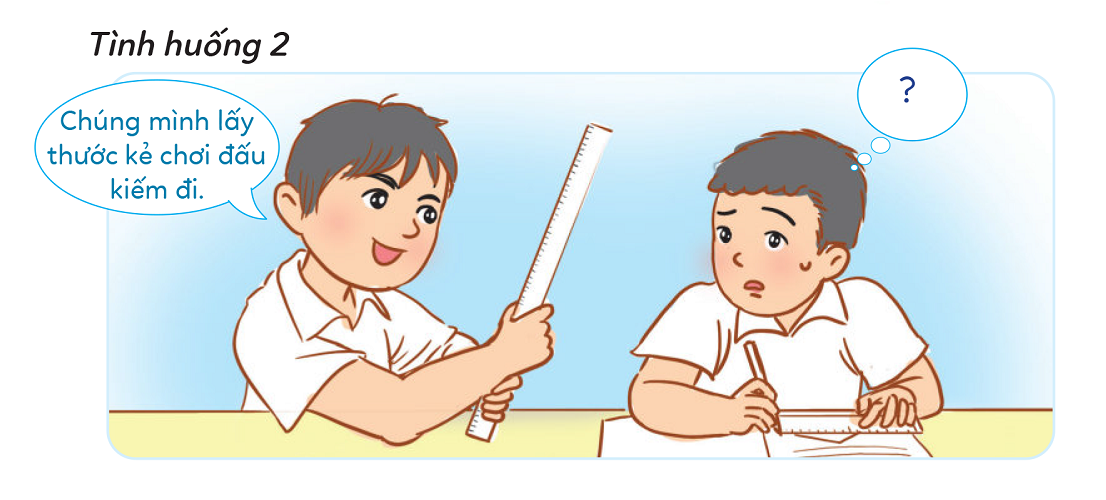 Tình huống 2
Chúng mình lấy
thước kẻ chơi đấu
kiếm đi.
?